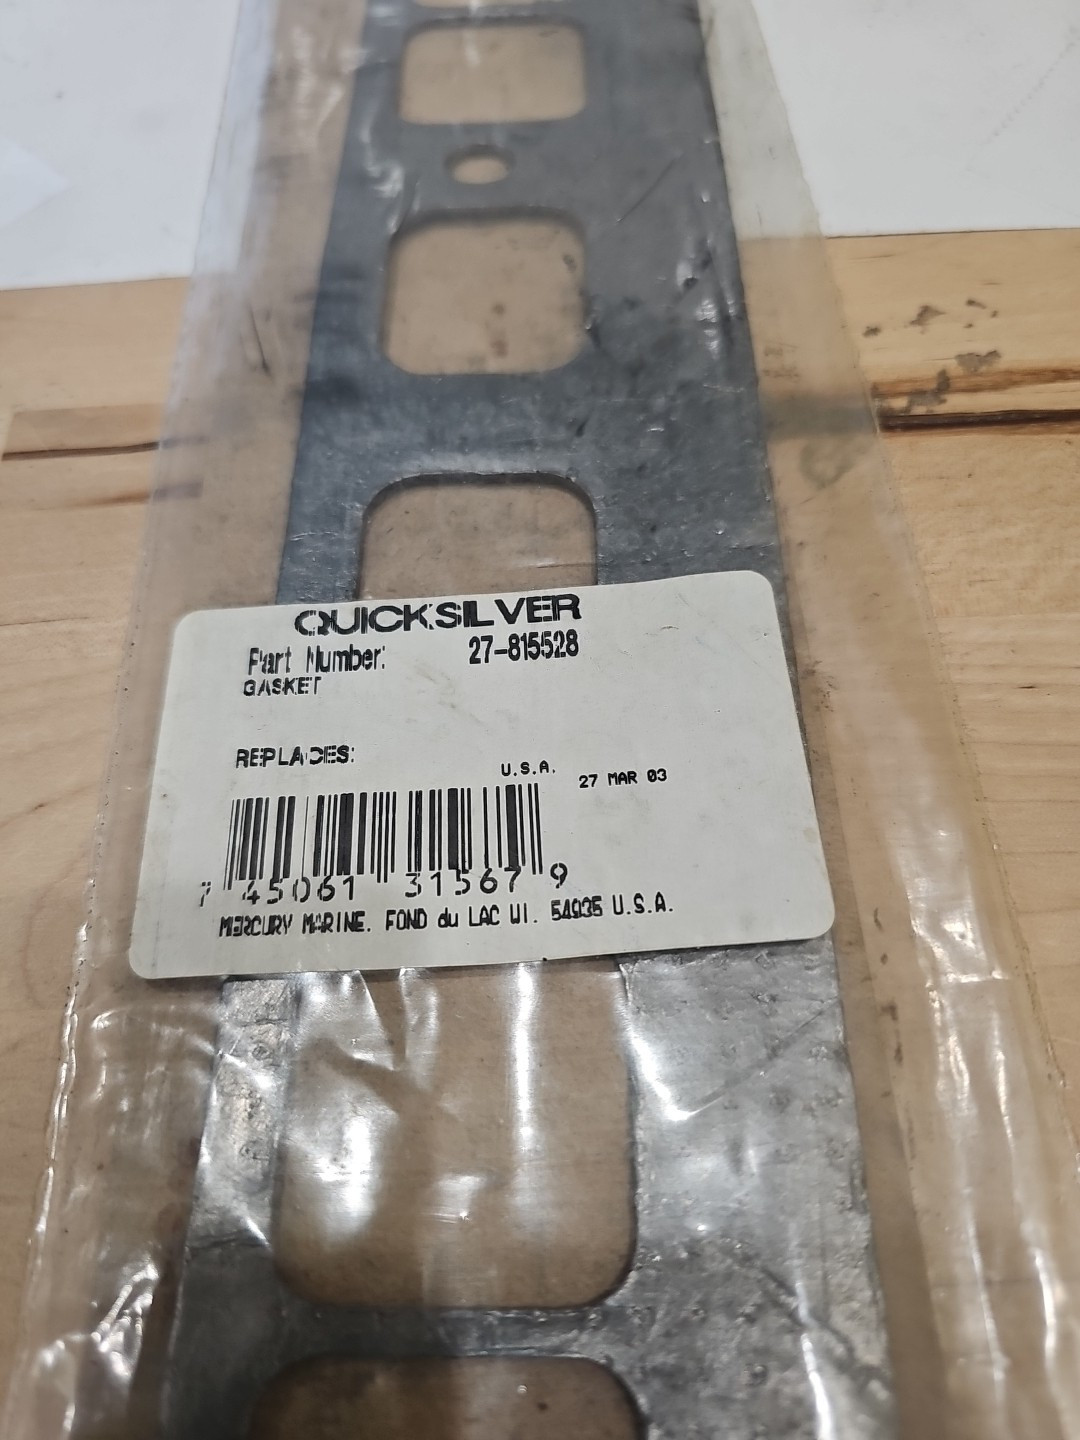 QUICKSILVER
Part Number: 27-815528
GASKET
REPLACES:
U.S.A. 27 MAR 03
7 45061 31567 9
MERCURY MARINE. FOND du LAC WI. 54935 U.S.A.